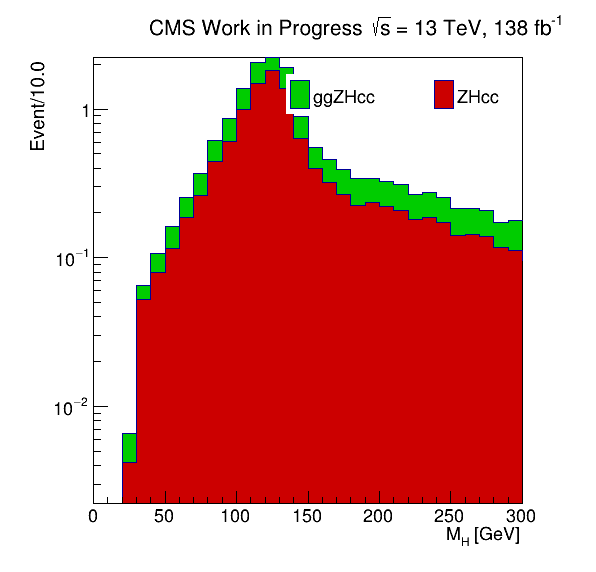 CMS Work in Progress √s = 13 TeV, 138 fb⁻¹
Event/10.0
ggZHcc ZHcc
1
10⁻¹
10⁻²
0 50 100 150 200 250 300
M_H [GeV]